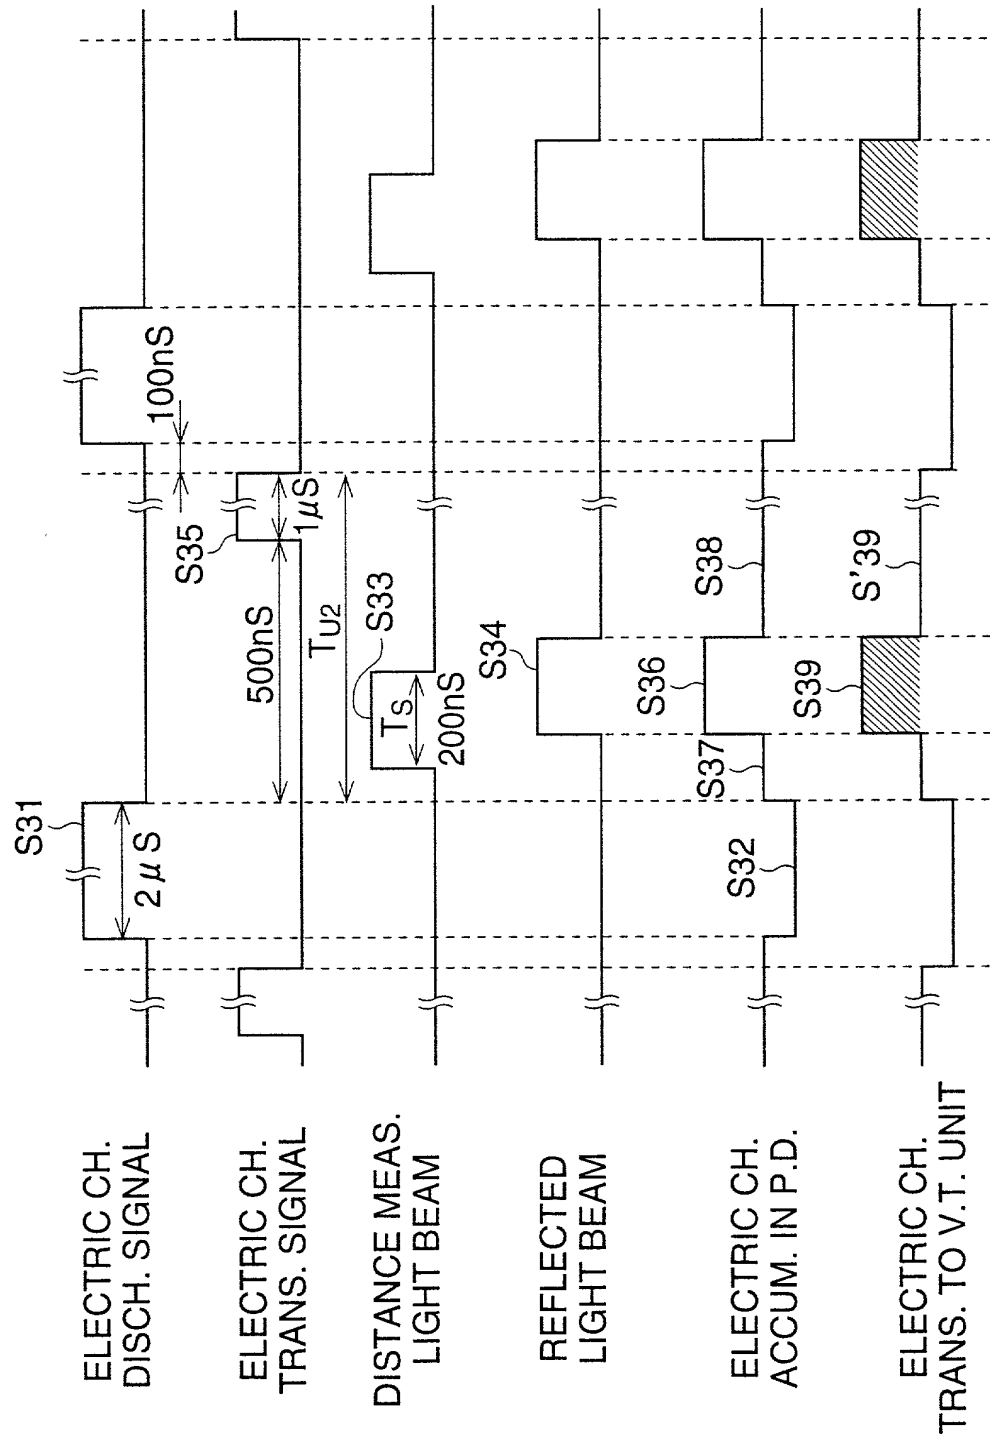 ELECTRIC CH.
DISCH. SIGNAL
S31
2μS
100nS
ELECTRIC CH.
TRANS. SIGNAL
500nS
S35
1μS
TU2
DISTANCE MEAS.
LIGHT BEAM
TS
200nS
S33
REFLECTED
LIGHT BEAM
S34
ELECTRIC CH.
ACCUM. IN P.D.
S32
S37
S36
S38
ELECTRIC CH.
TRANS. TO V.T. UNIT
S39
S'39